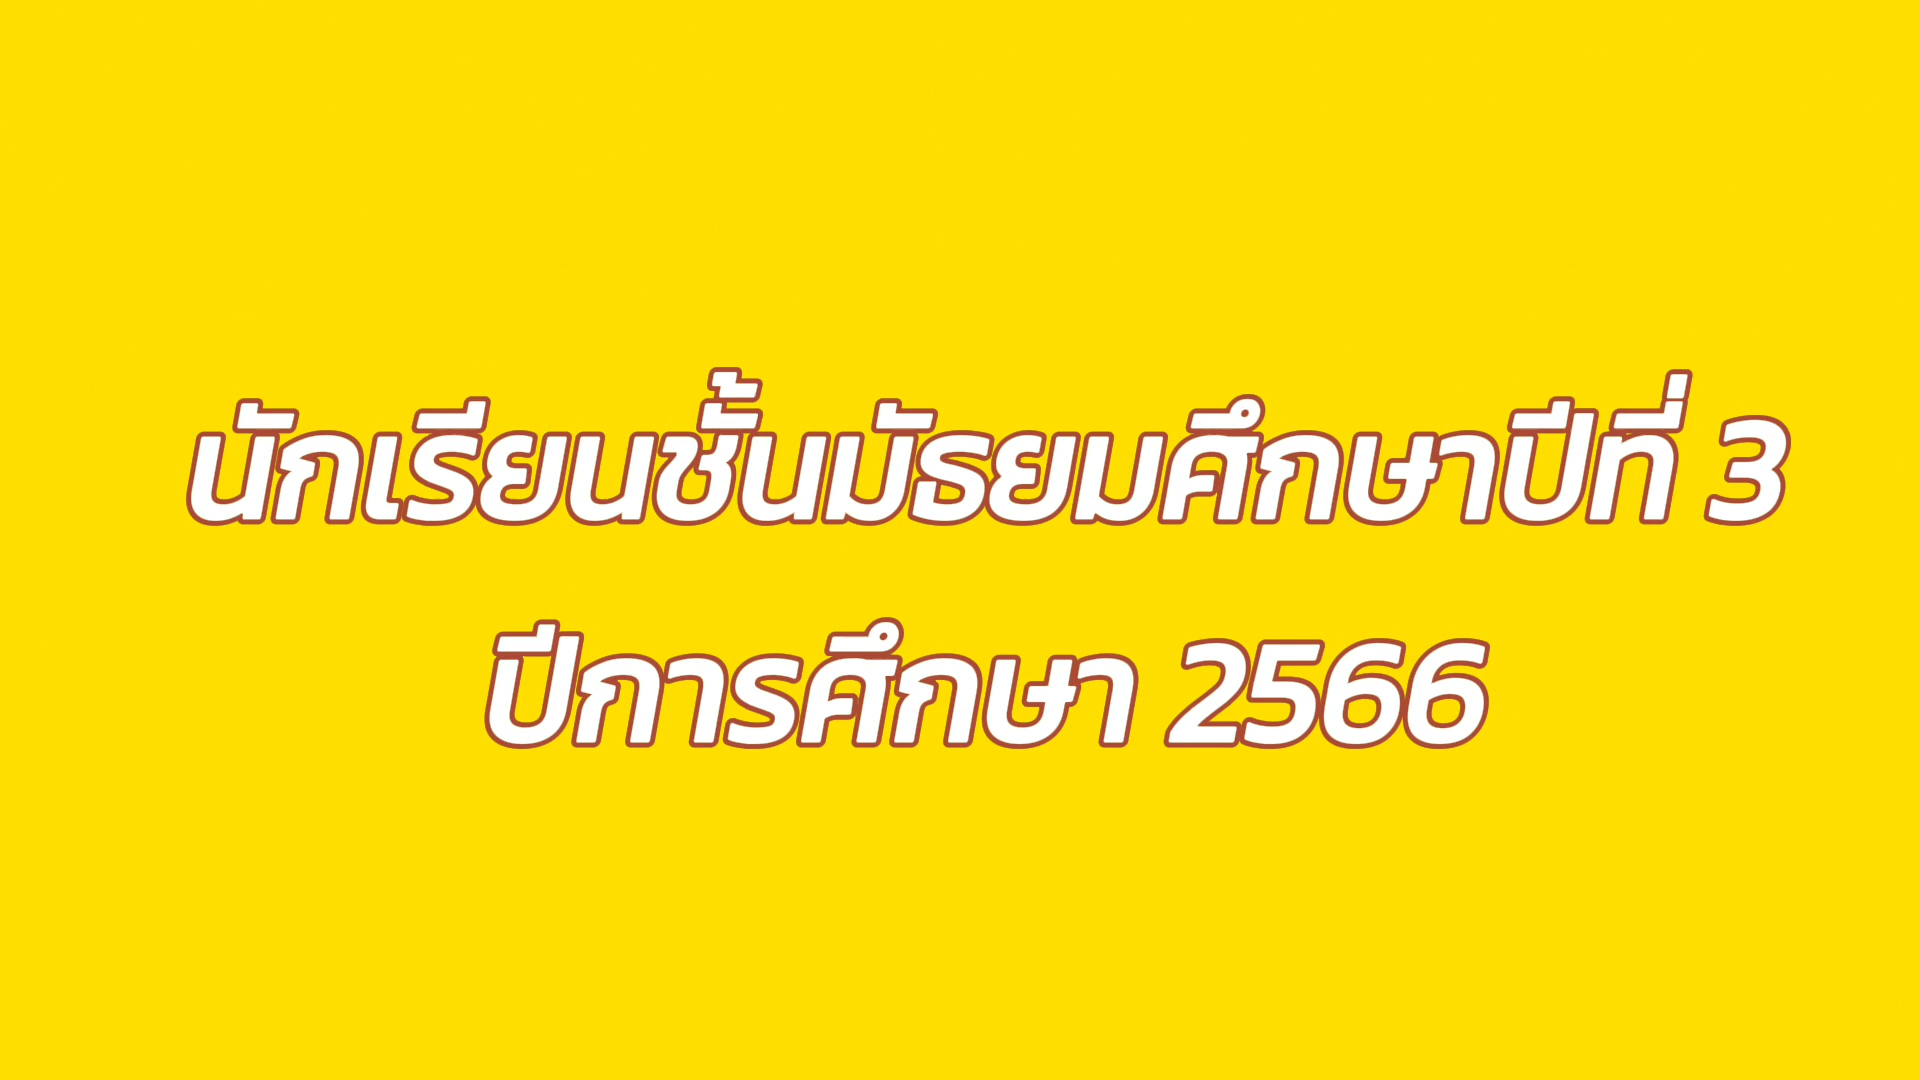 นักเรียนชั้นมัธยมศึกษาปีที่ 3
ปีการศึกษา 2566